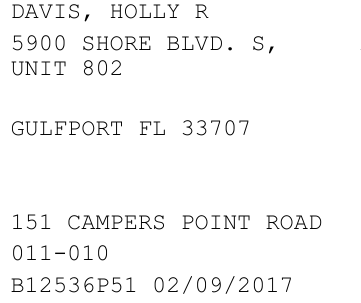 DAVIS, HOLLY R
5900 SHORE BLVD. S,
UNIT 802
GULFPORT FL 33707
151 CAMPERS POINT ROAD
011-010
B12536P51 02/09/2017